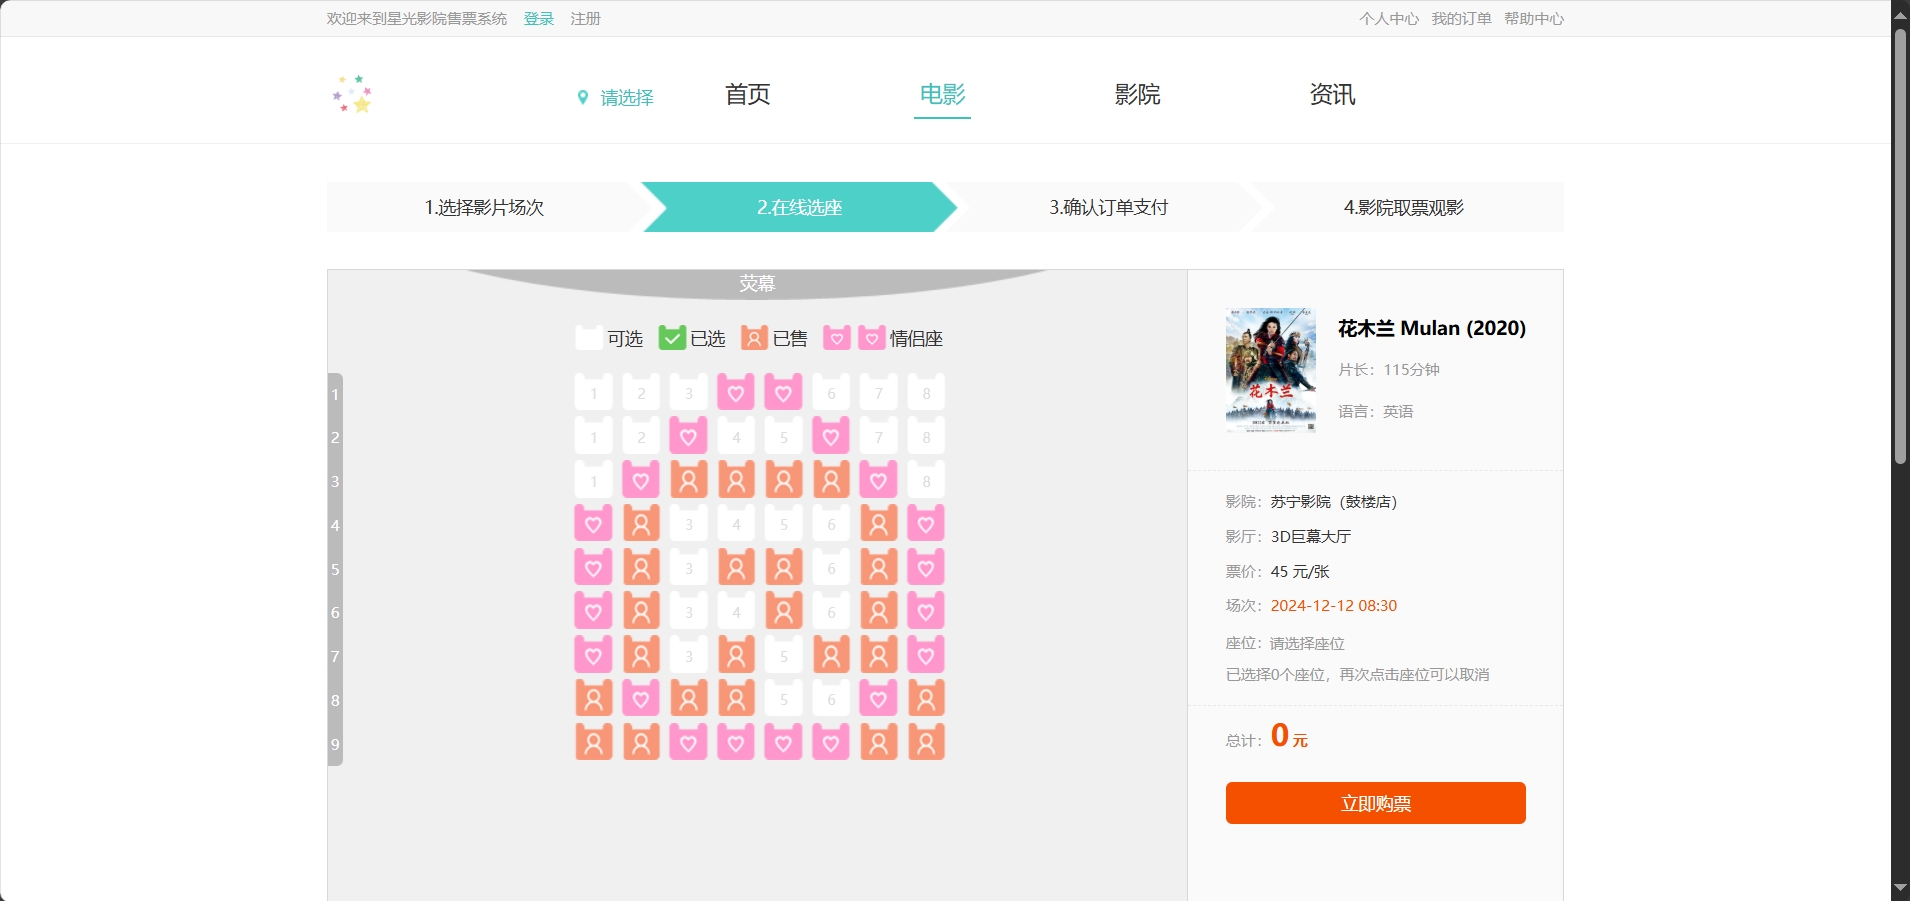 欢迎来到星光影院售票系统 登录 注册 个人中心 我的订单 帮助中心
请选择 首页 电影 影院 资讯
1.选择影片场次 2.在线选座 3.确认订单支付 4.影院取票观影
荧幕
可选 已选 已售 情侣座
1 1 2 3 6 7 8
2 1 2 4 5 7 8
3 1 8
4 3 4 5 6
5 3 6
6 3 4 6
7 3 5
8 5 6
9
花木兰
花木兰 Mulan (2020)
片长：115分钟
语言：英语
影院：苏宁影院（鼓楼店）
影厅：3D巨幕大厅
票价：45 元/张
场次：2024-12-12 08:30
座位：请选择座位
已选择0个座位，再次点击座位可以取消
总计：0元
立即购票